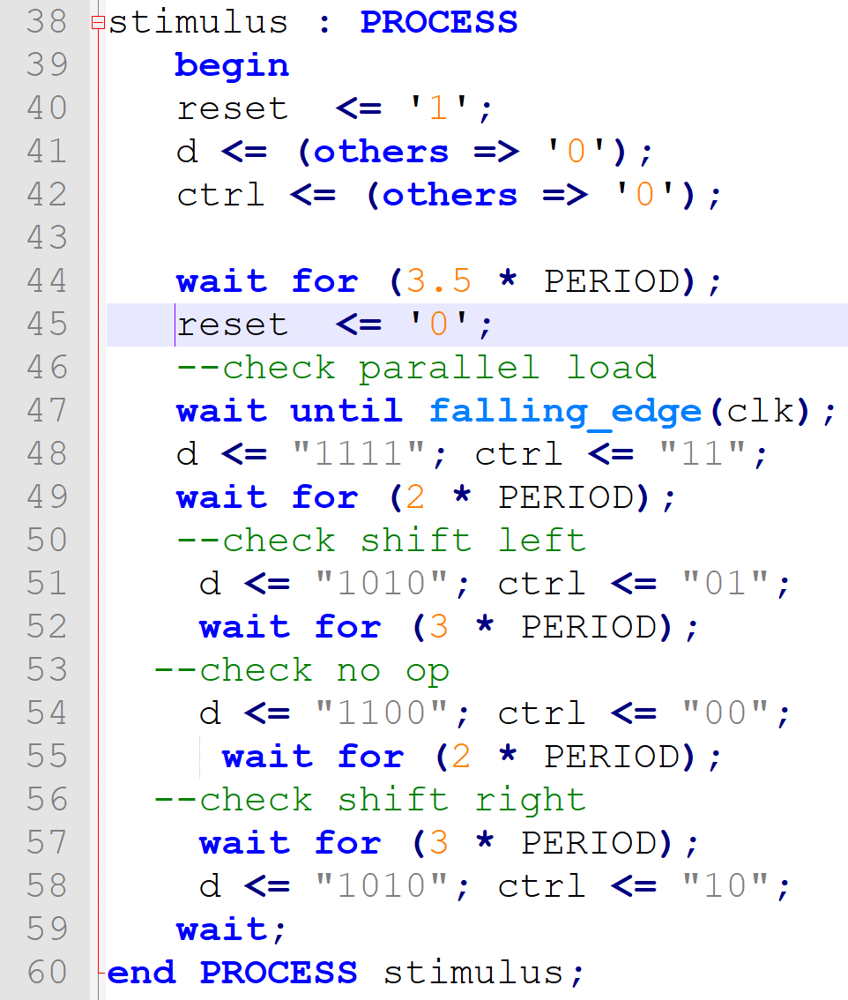 38 stimulus : PROCESS
39 begin
40 reset  <= '1';
41 d <= (others => '0');
42 ctrl <= (others => '0');
43
44 wait for (3.5 * PERIOD);
45 reset  <= '0';
46 --check parallel load
47 wait until falling_edge(clk);
48 d <= "1111"; ctrl <= "11";
49 wait for (2 * PERIOD);
50 --check shift left
51 d <= "1010"; ctrl <= "01";
52 wait for (3 * PERIOD);
53 --check no op
54 d <= "1100"; ctrl <= "00";
55 wait for (2 * PERIOD);
56 --check shift right
57 wait for (3 * PERIOD);
58 d <= "1010"; ctrl <= "10";
59 wait;
60 end PROCESS stimulus;